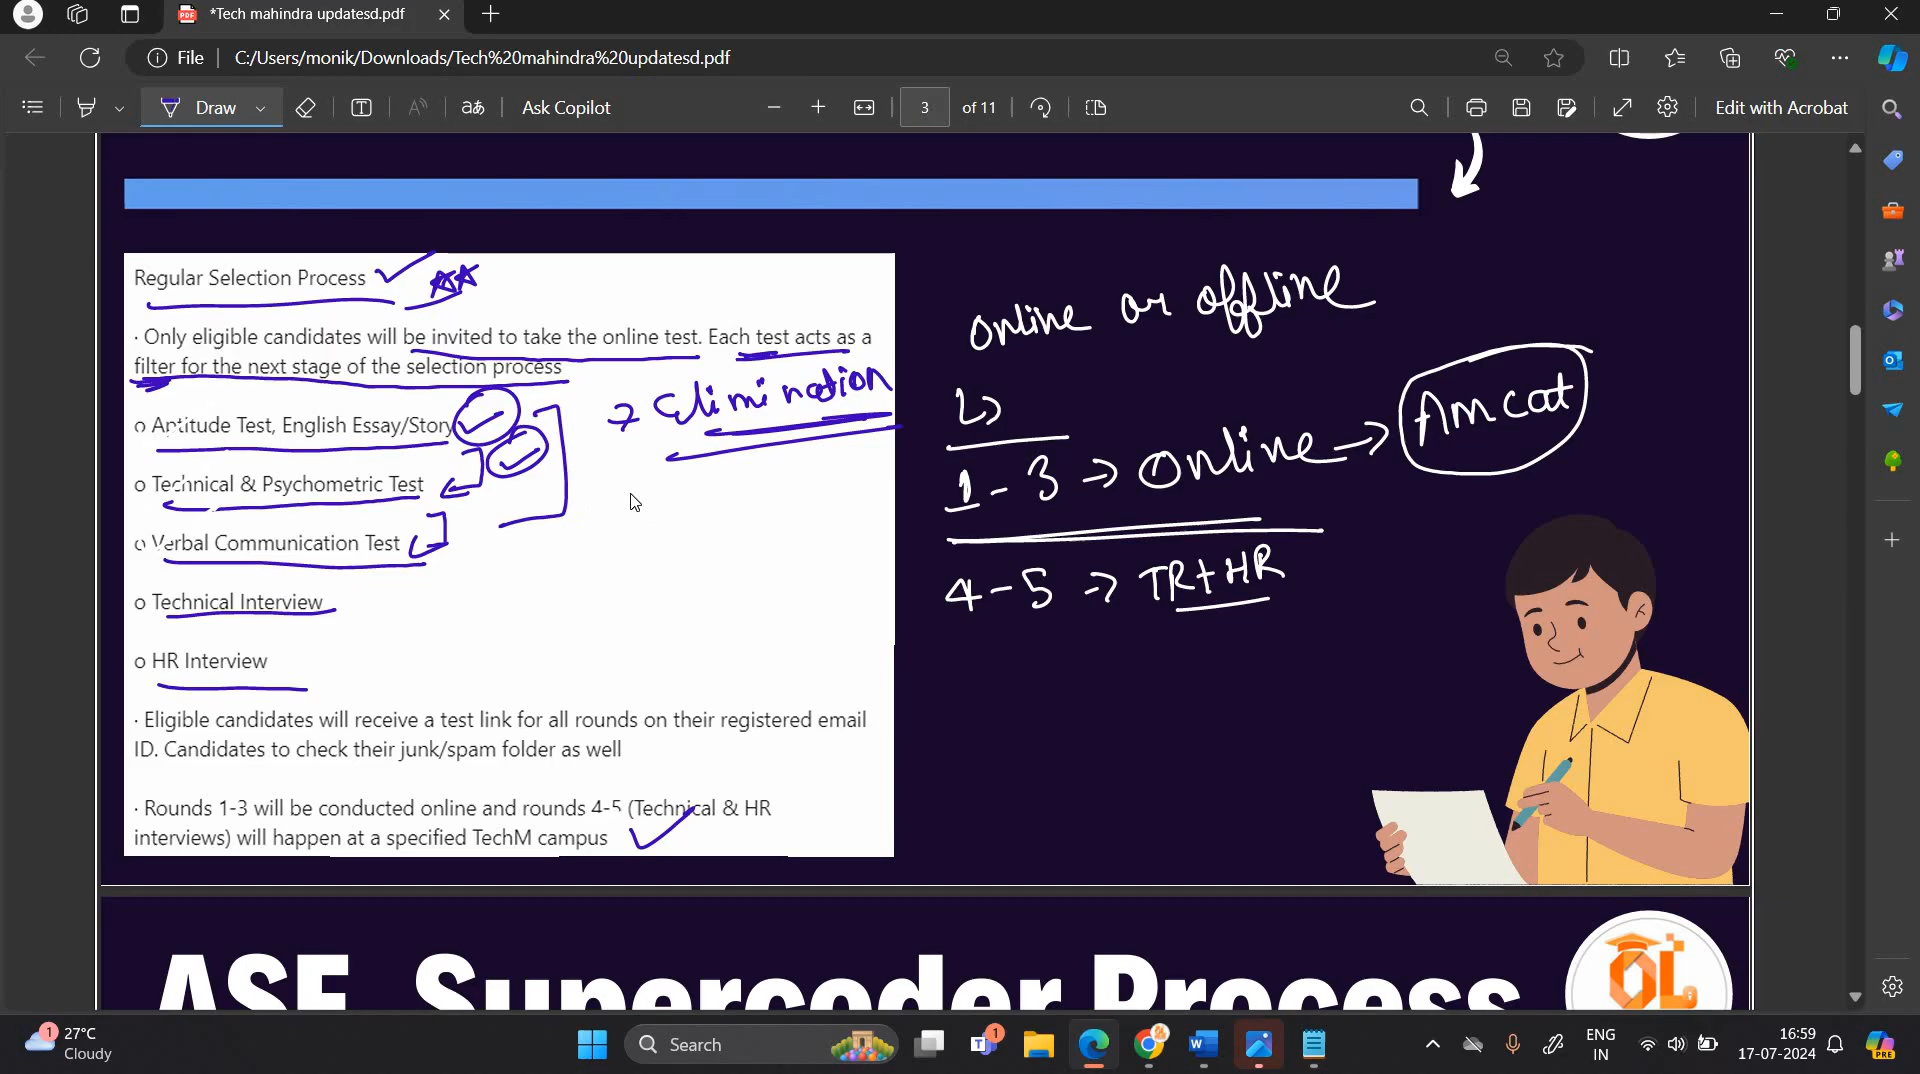 *Tech mahindra updatesd.pdf
File C:/Users/monik/Downloads/Tech%20mahindra%20updatesd.pdf
Draw Ask Copilot 3 of 11 Edit with Acrobat
Regular Selection Process
· Only eligible candidates will be invited to take the online test. Each test acts as a
filter for the next stage of the selection process
→ Elimination
o Aptitude Test, English Essay/Story
o Technical & Psychometric Test
o Verbal Communication Test
o Technical Interview
o HR Interview
· Eligible candidates will receive a test link for all rounds on their registered email
ID. Candidates to check their junk/spam folder as well
· Rounds 1-3 will be conducted online and rounds 4-5 (Technical & HR
interviews) will happen at a specified TechM campus
online or offline
1 - 3 → Online → Amcat
4 - 5 → TR+HR
ASE, Supercoder Process
OL
1
27°C
Cloudy
Search
1
ENG
IN
16:59
17-07-2024
PRE